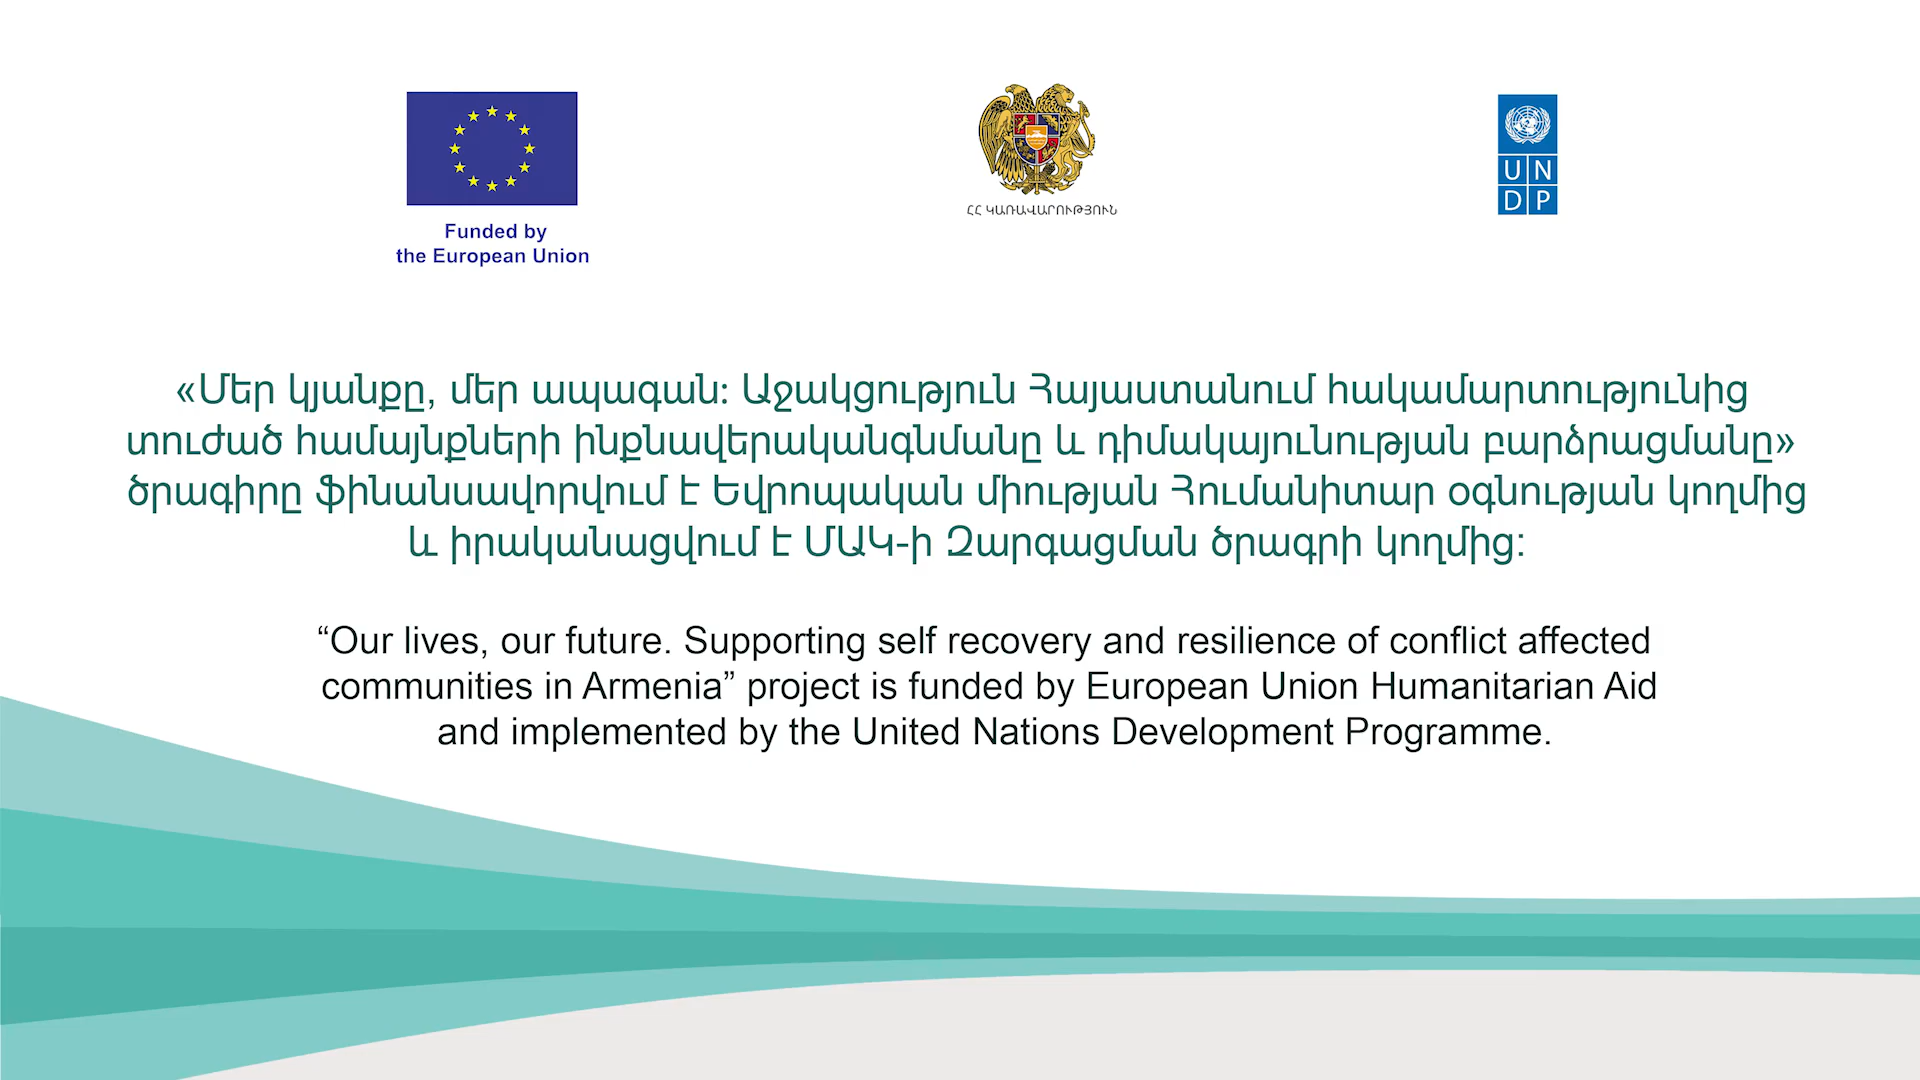 Funded by
the European Union
ՀՀ ԿԱՌԱՎԱՐՈՒԹՅՈՒՆ
U N
D P
«Մեր կյանքը, մեր ապագան։ Աջակցություն Հայաստանում հակամարտությունից
տուժած համայնքների ինքնավերականգնմանը և դիմակայունության բարձրացմանը»
ծրագիրը ֆինանսավորվում է Եվրոպական միության Հումանիտար օգնության կողմից
և իրականացվում է ՄԱԿ-ի Զարգացման ծրագրի կողմից:
“Our lives, our future. Supporting self recovery and resilience of conflict affected
communities in Armenia” project is funded by European Union Humanitarian Aid
and implemented by the United Nations Development Programme.